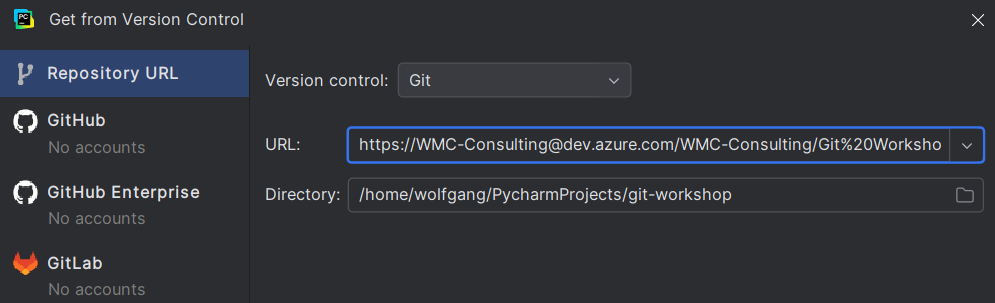 PC
Get from Version Control
Repository URL
GitHub
No accounts
GitHub Enterprise
No accounts
GitLab
No accounts
Version control: Git
URL: https://WMC-Consulting@dev.azure.com/WMC-Consulting/Git%20Worksho
Directory: /home/wolfgang/PycharmProjects/git-workshop